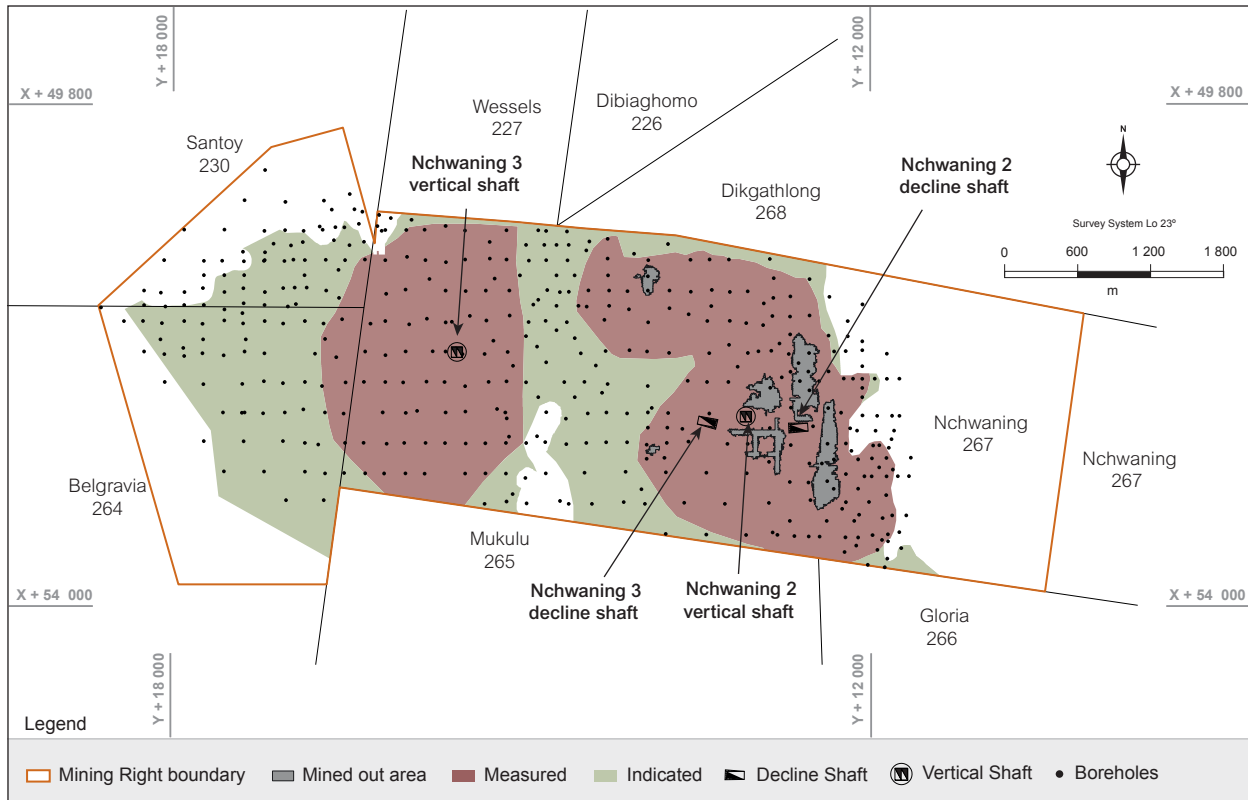 Y + 18 000
Y + 12 000
X + 49 800
X + 49 800
Wessels
227
Dibiaghomo
226
Santoy
230
Nchwaning 3
vertical shaft
Nchwaning 2
decline shaft
Dikgathlong
268
N
Survey System Lo 23º
0 600 1200 1 800
m
Nchwaning
267
Nchwaning
267
Belgravia
264
Mukulu
265
Nchwaning 3
decline shaft
Nchwaning 2
vertical shaft
Gloria
266
X + 54 000
X + 54 000
Y + 18 000
Y + 12 000
Legend
Mining Right boundary Mined out area Measured Indicated Decline Shaft Vertical Shaft Boreholes